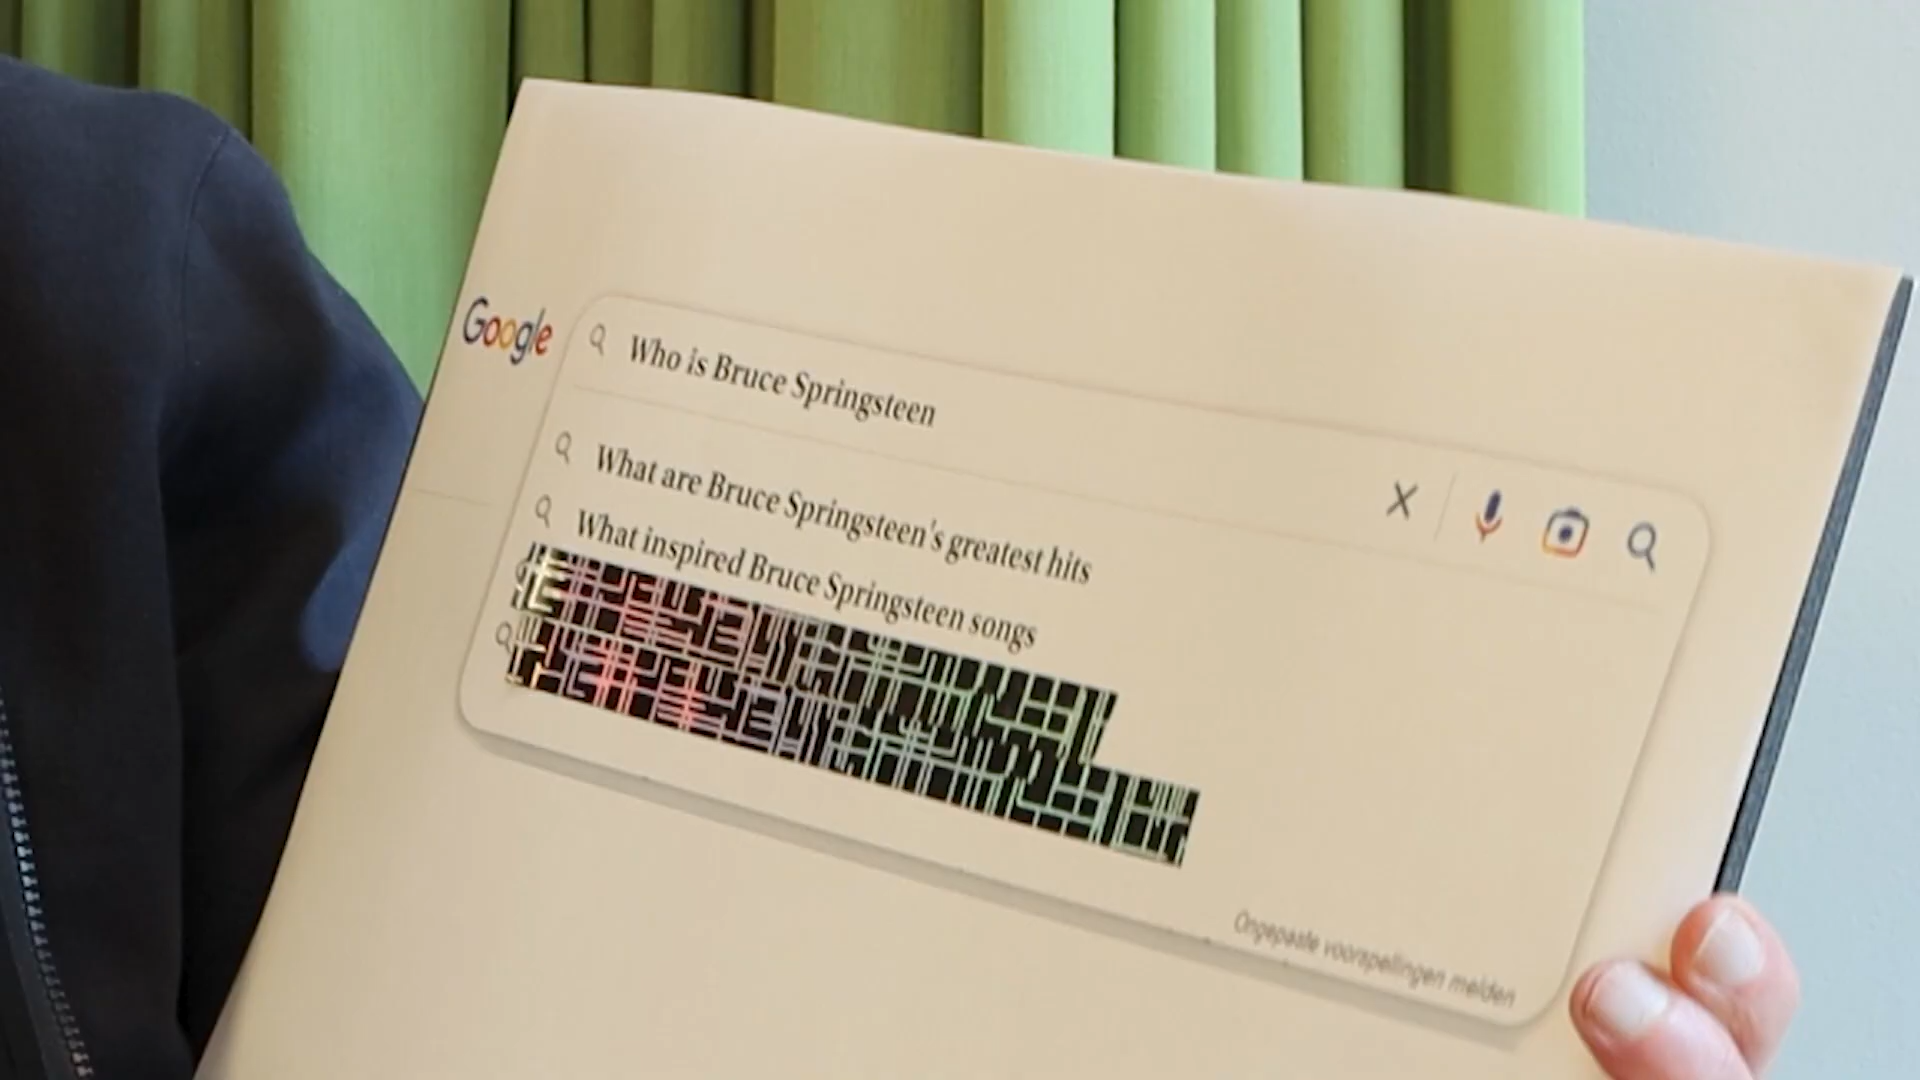 Google
Who is Bruce Springsteen
What are Bruce Springsteen's greatest hits
What inspired Bruce Springsteen songs
Ongepaste voorspellingen melden